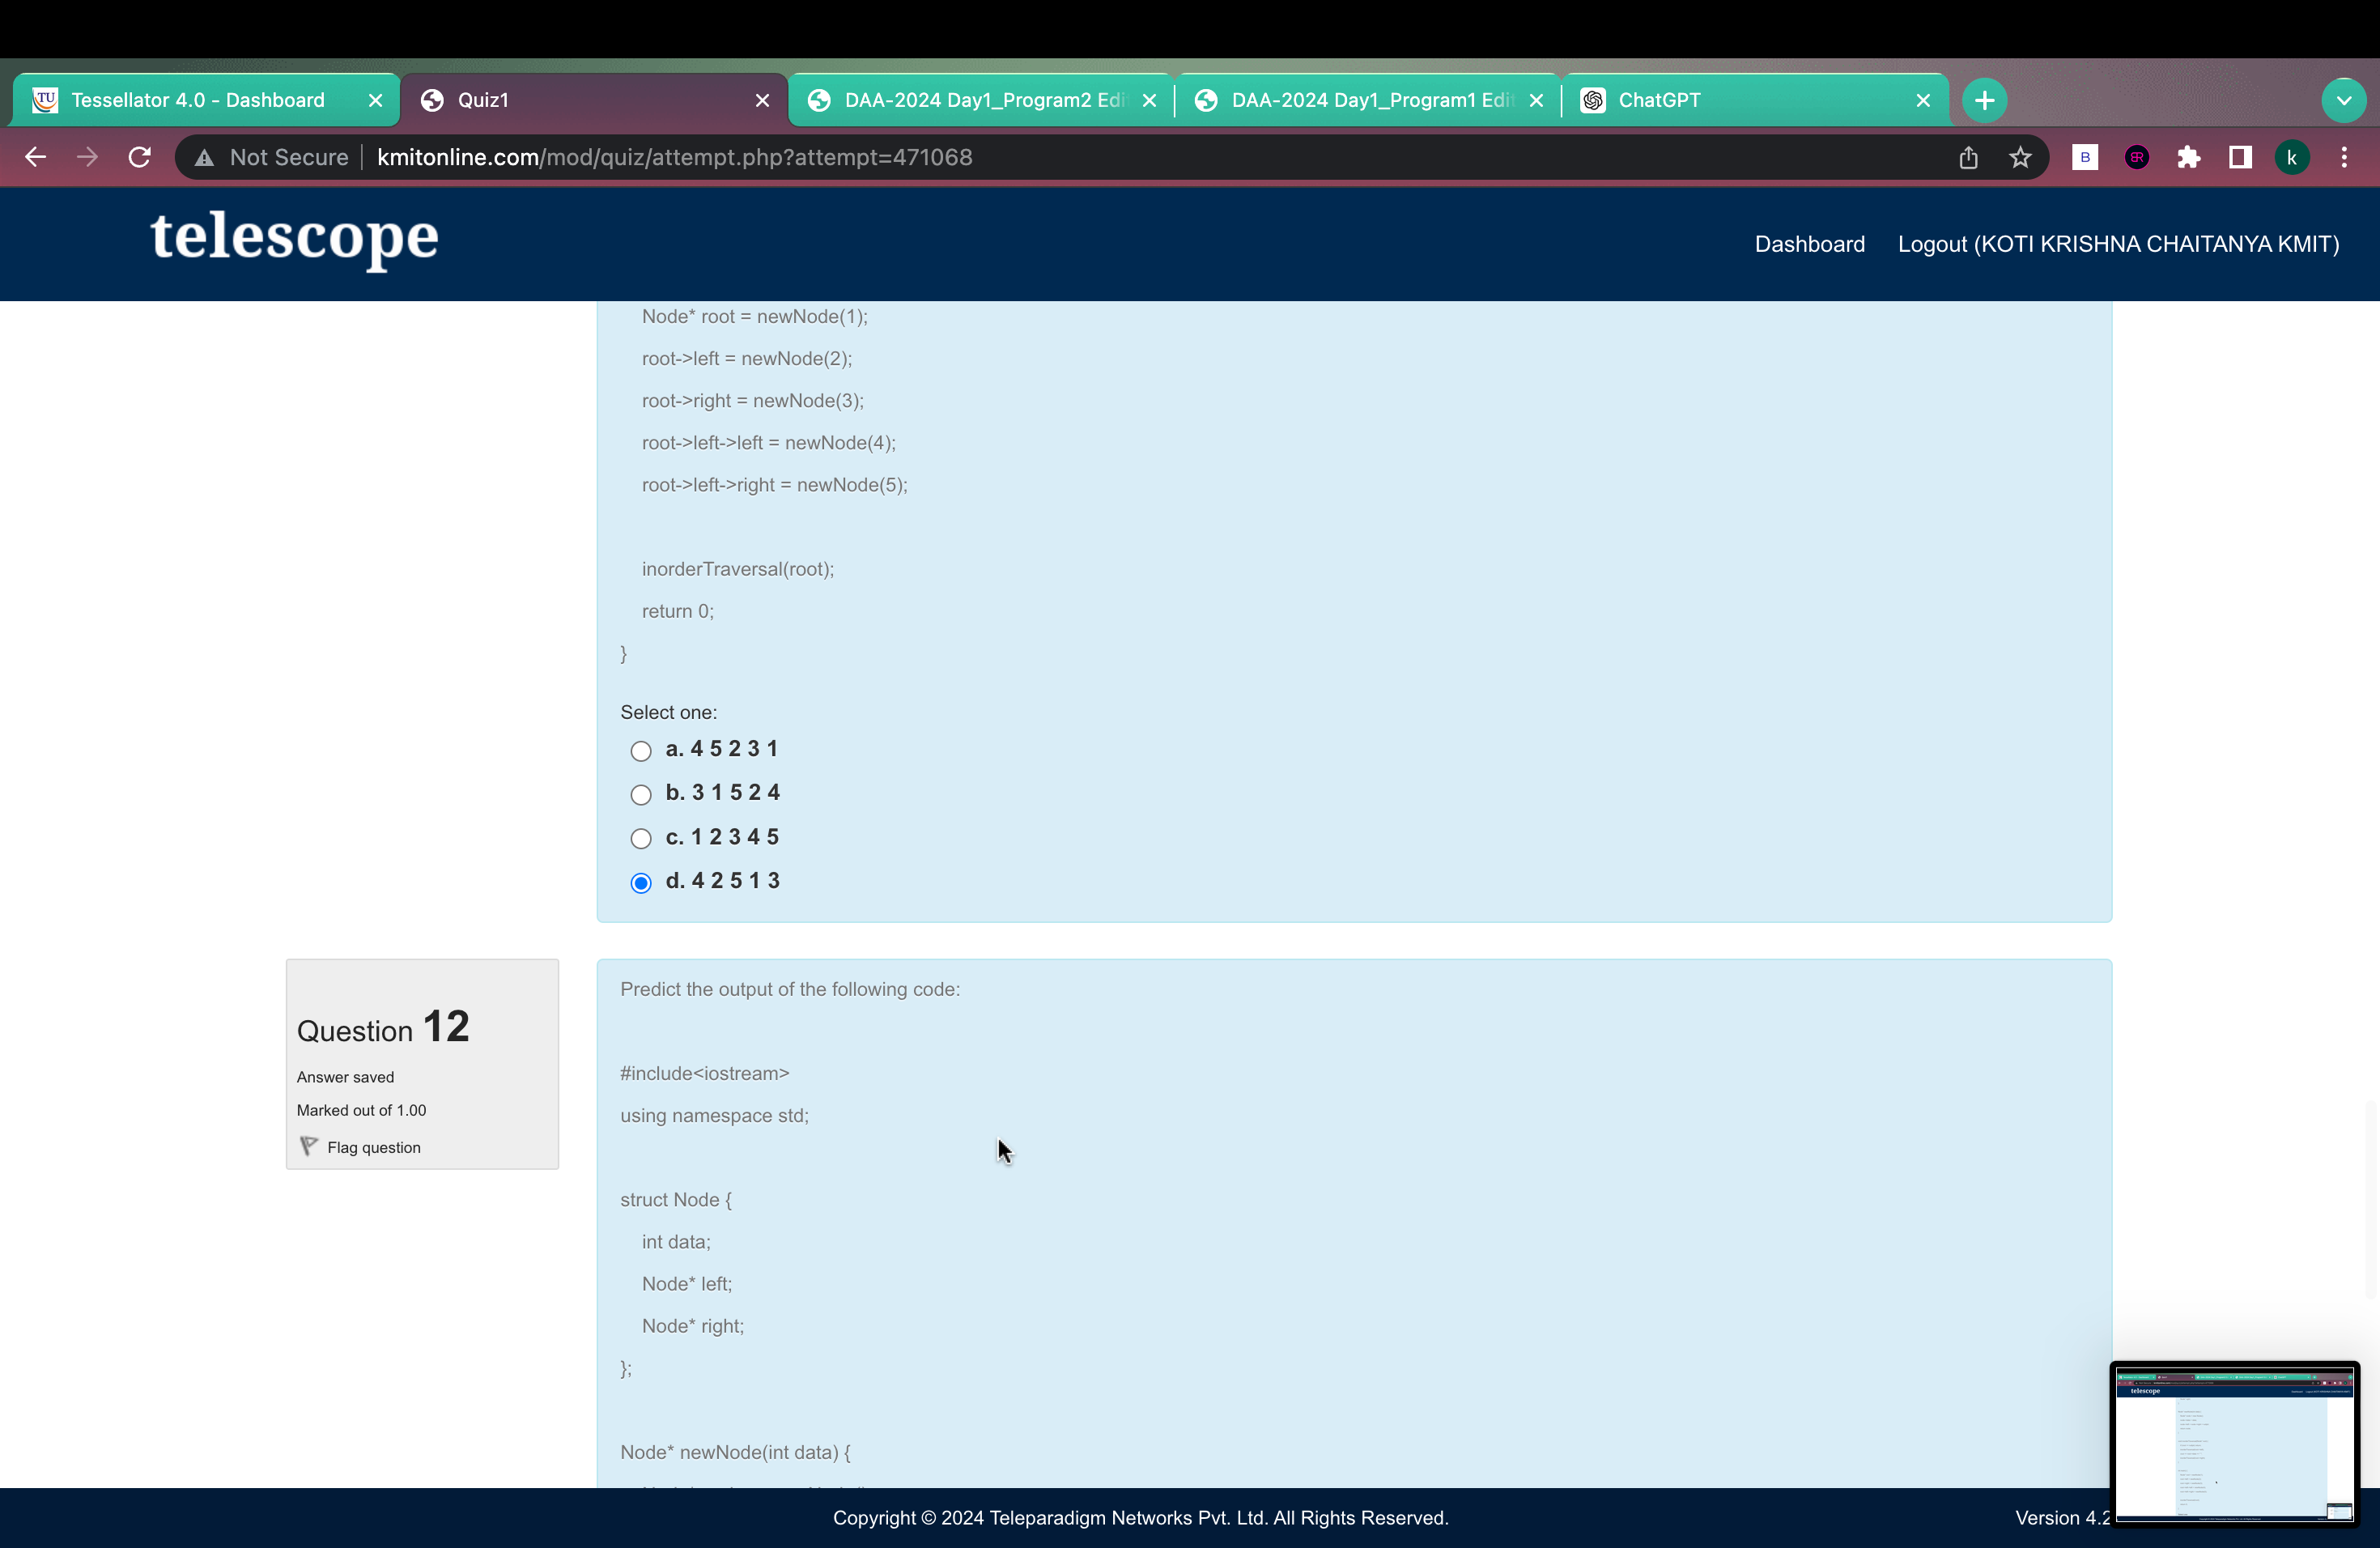 Tessellator 4.0 - Dashboard
Quiz1
DAA-2024 Day1_Program2 Edi
DAA-2024 Day1_Program1 Edi
ChatGPT
Not Secure
kmitonline.com/mod/quiz/attempt.php?attempt=471068
B
k
telescope
Dashboard
Logout (KOTI KRISHNA CHAITANYA KMIT)
Node* root = newNode(1);
root->left = newNode(2);
root->right = newNode(3);
root->left->left = newNode(4);
root->left->right = newNode(5);
inorderTraversal(root);
return 0;
}
Select one:
a. 4 5 2 3 1
b. 3 1 5 2 4
c. 1 2 3 4 5
d. 4 2 5 1 3
Question 12
Answer saved
Marked out of 1.00
Flag question
Predict the output of the following code:
#include<iostream>
using namespace std;
struct Node {
int data;
Node* left;
Node* right;
};
Node* newNode(int data) {
Copyright © 2024 Teleparadigm Networks Pvt. Ltd. All Rights Reserved.
Version 4.2
telescope